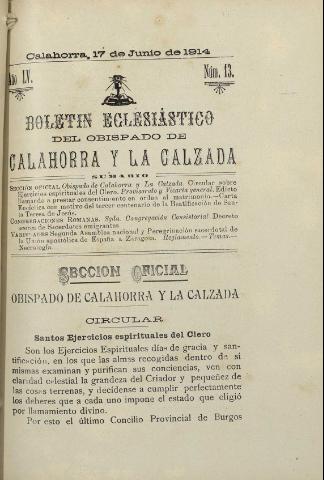 Calahorra, 17 de Junio de 1914
Año LV. Núm. 13.
BOLETIN ECLESIÁSTICO
DEL OBISPADO DE
CALAHORRA Y LA CALZADA
SUMARIO
SECCION OFICIAL Obispado de Calahorra y La Calzada. Circular sobre
Ejercicios espirituales del Clero. Provisorato y Vicaría general. Edicto
llamando a prestar consentimiento en orden al matrimonio.—Carta
Encíclica con motivo del tercer centenario de la Beatificación de San-
ta Teresa de Jesús.
CONGREGACIONES ROMANAS. Congregación Consistorial Decreto
acerca de Sacerdotes emigrantes
VARIEDADES Segunda Asamblea nacional y Peregrinación sacerdotal de
la Unión apostólica de España a Zaragoza. Reglamento.—Temas.—
Necrología.
SECCION OFICIAL
OBISPADO DE CALAHORRA Y LA CALZADA
CIRCULAR
Santos Ejercicios espirituales del Clero
Son los Ejercicios Espirituales días de gracia y san-
tificación, en los que las almas recogidas dentro de sí
mismas examinan y purifican sus conciencias, ven con
claridad celestial la grandeza del Criador y pequeñez de
las cosas terrenas, y decídense a cumplir perfectamente
los deberes que a cada uno impone el estado que eligió
por llamamiento divino.
Por esto el último Concilio Provincial de Burgos